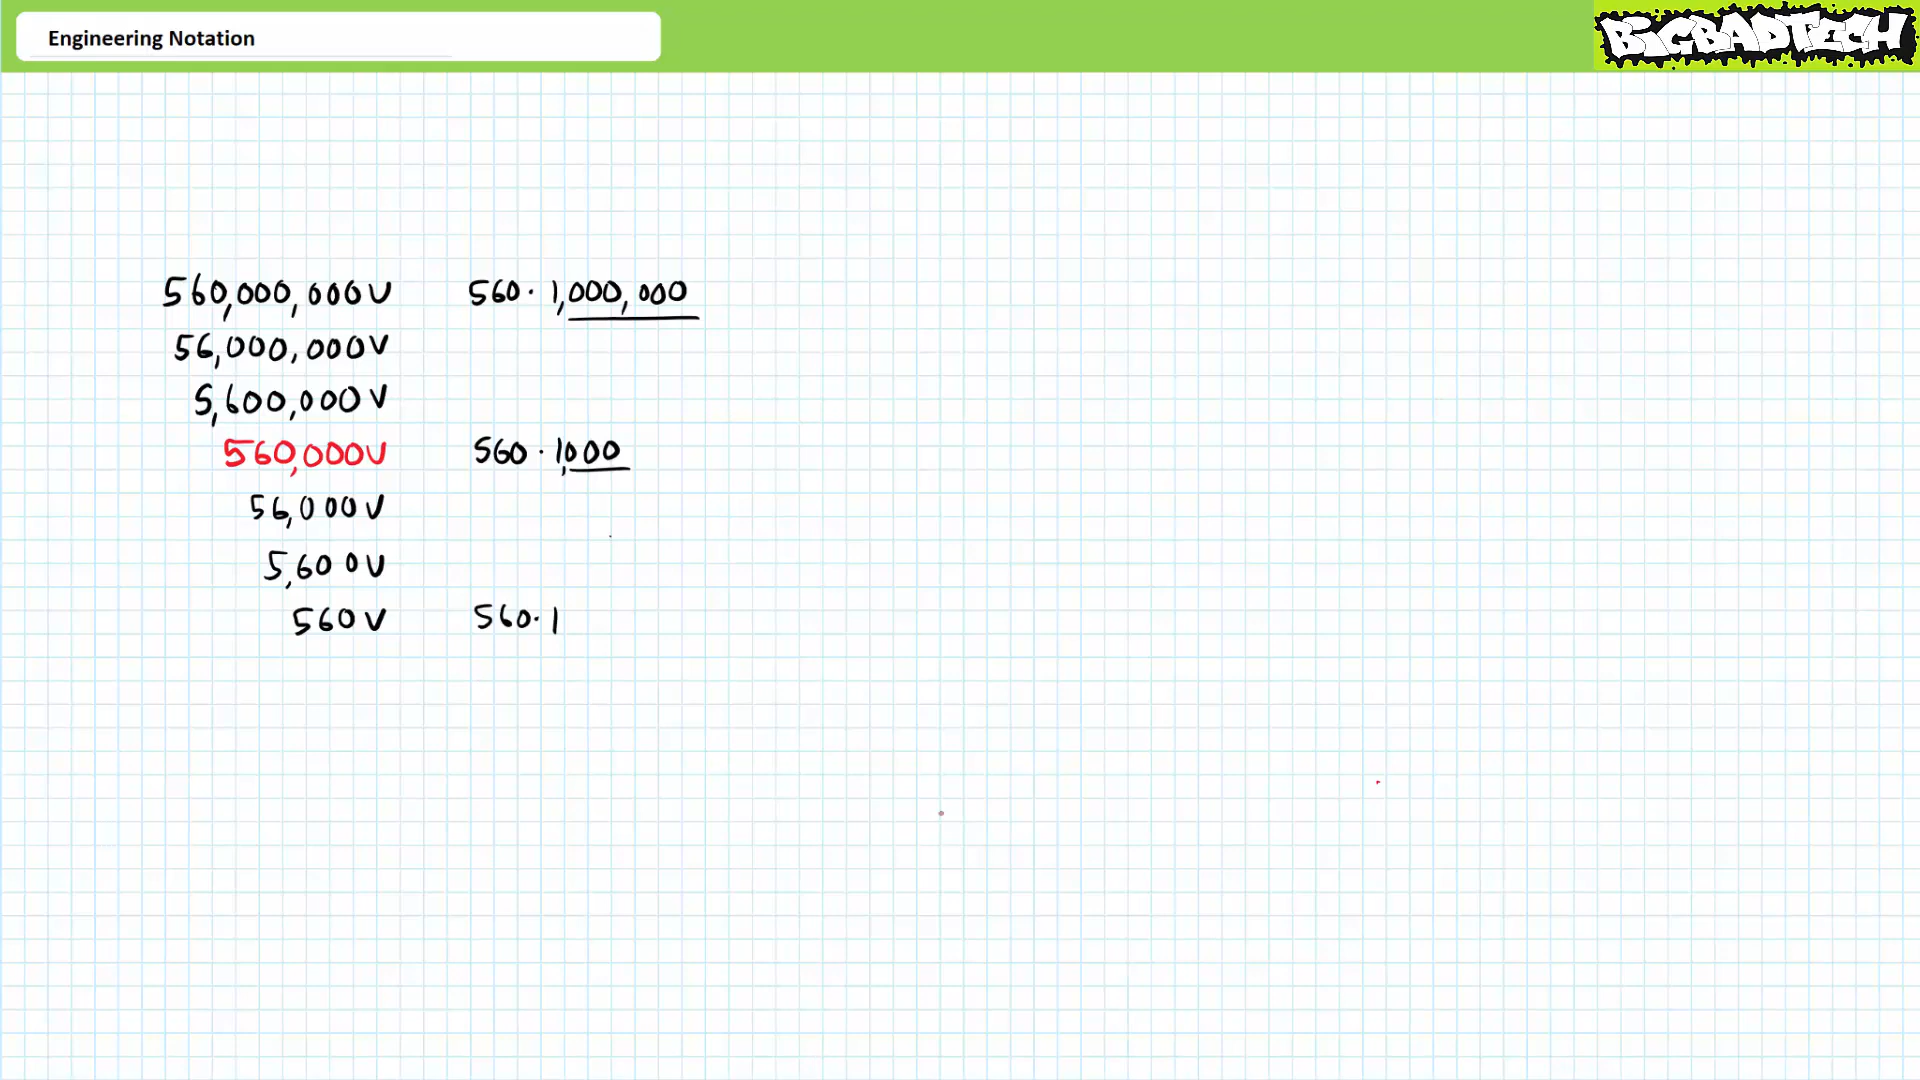 Engineering Notation
BIGBADTECH
560,000,000V 560 · 1,000,000
56,000,000V
5,600,000V
560,000V 560 · 1,000
56,000V
5,600V
560V 560 · 1